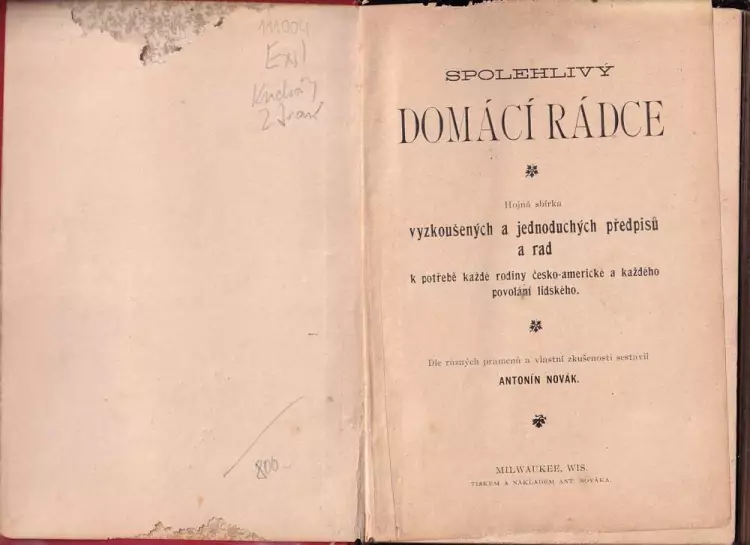 111004
800-
SPOLEHLIVÝ
DOMÁCÍ RÁDCE
Hojná sbírka
vyzkoušených a jednoduchých předpisů
a rad
k potřebě každé rodiny česko-americké a každého
povolání lidského.
Dle různých pramenů a vlastní zkušenosti sestavil
ANTONÍN NOVÁK.
MILWAUKEE, WIS.
TISKEM A NÁKLADEM ANT. NOVÁKA.